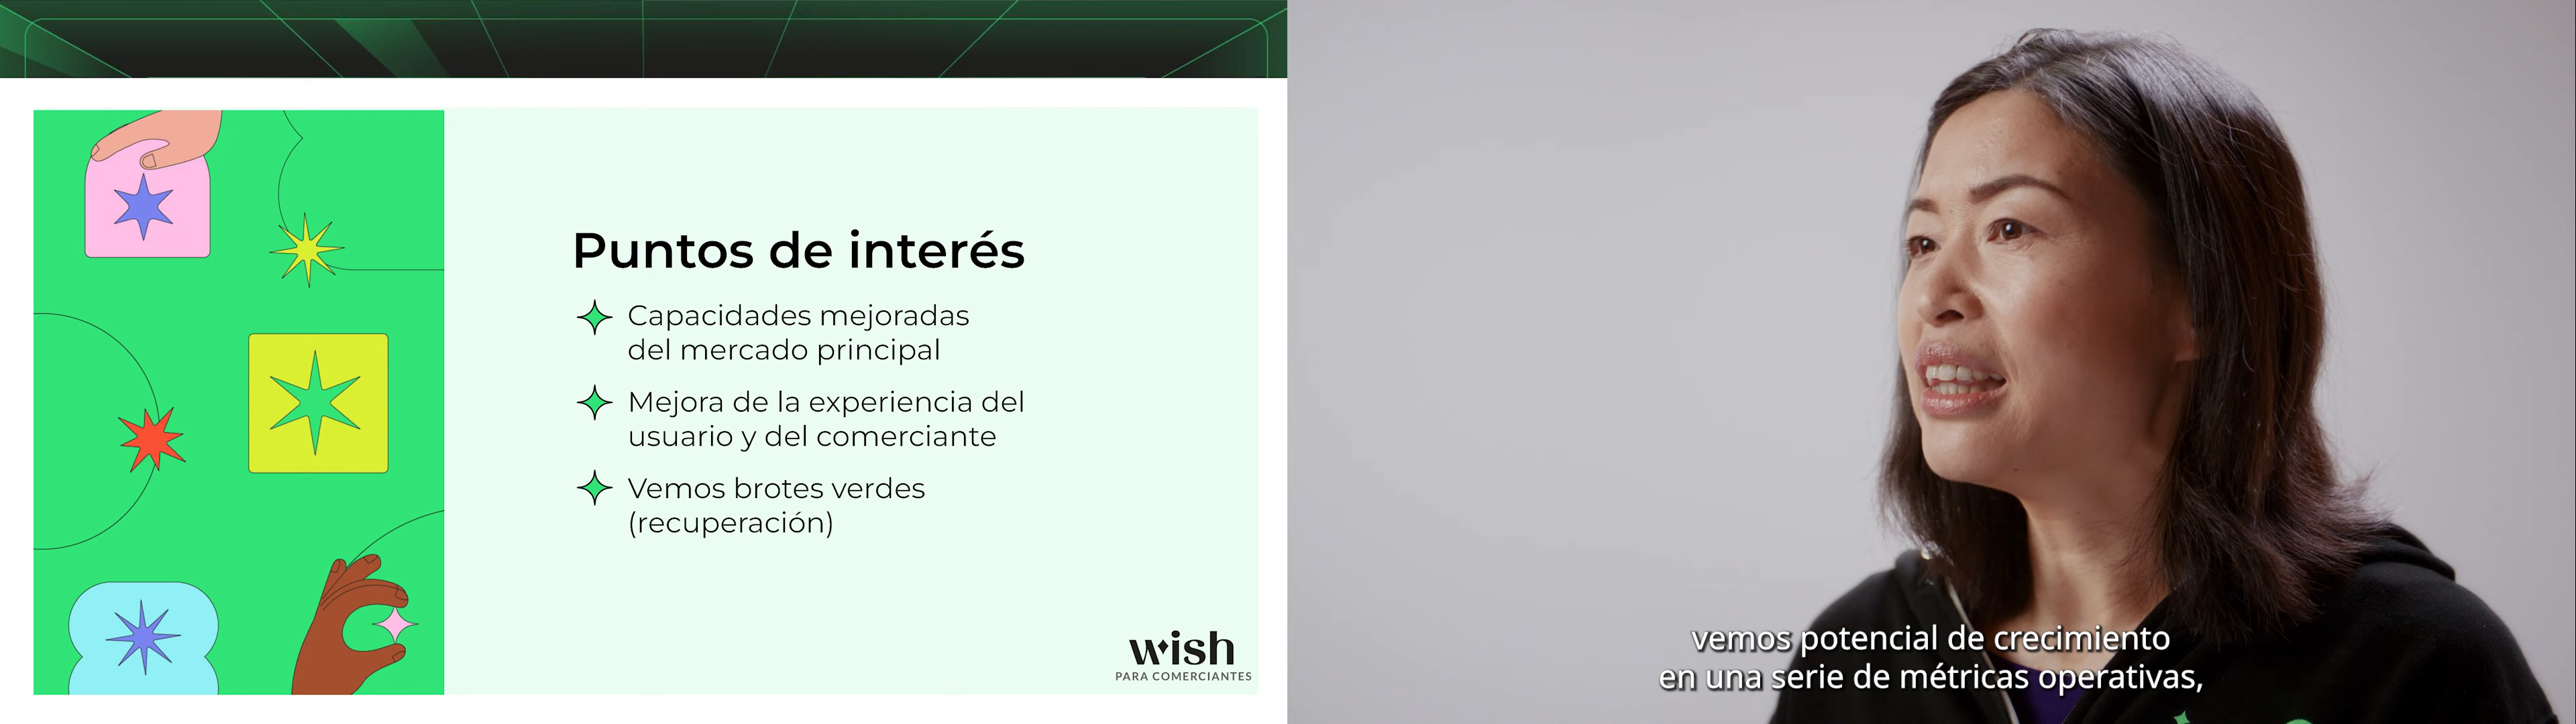 Puntos de interés
Capacidades mejoradas
del mercado principal
Mejora de la experiencia del
usuario y del comerciante
Vemos brotes verdes
(recuperación)
wish
PARA COMERCIANTES
vemos potencial de crecimiento
en una serie de métricas operativas,